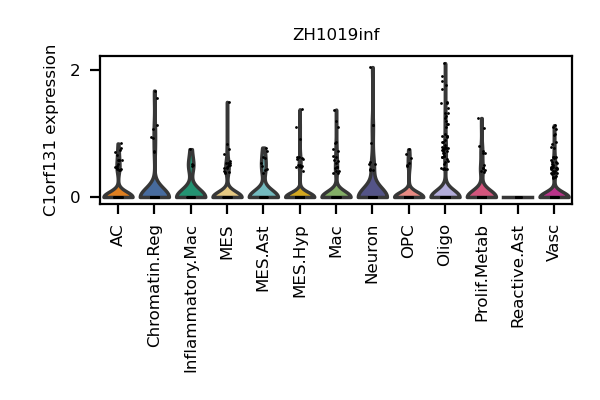 ZH1019inf
C1orf131 expression
2
0
AC
Chromatin.Reg
Inflammatory.Mac
MES
MES.Ast
MES.Hyp
Mac
Neuron
OPC
Oligo
Prolif.Metab
Reactive.Ast
Vasc